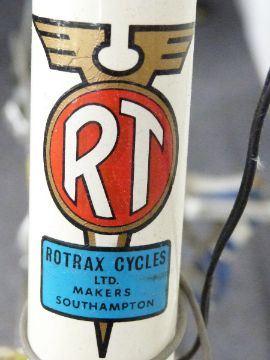 RT
ROTRAX CYCLES
LTD.
MAKERS
SOUTHAMPTON